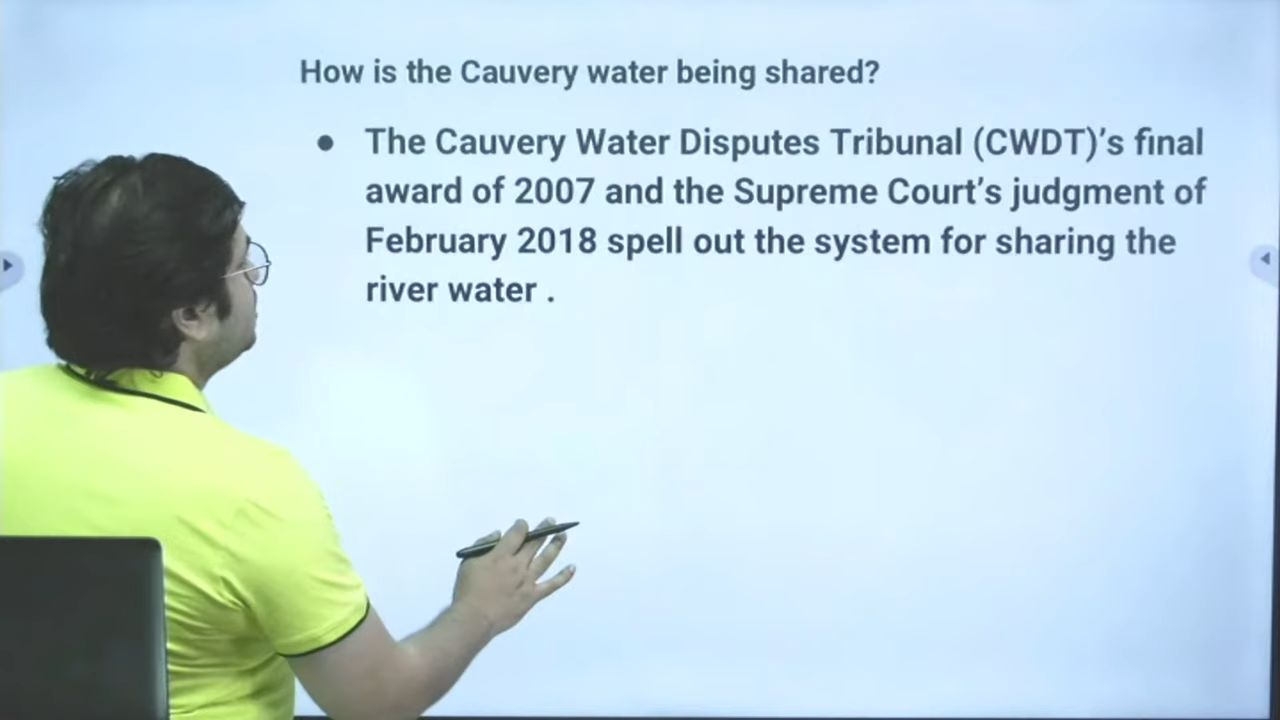 How is the Cauvery water being shared?
● The Cauvery Water Disputes Tribunal (CWDT)’s final
award of 2007 and the Supreme Court’s judgment of
February 2018 spell out the system for sharing the
river water .